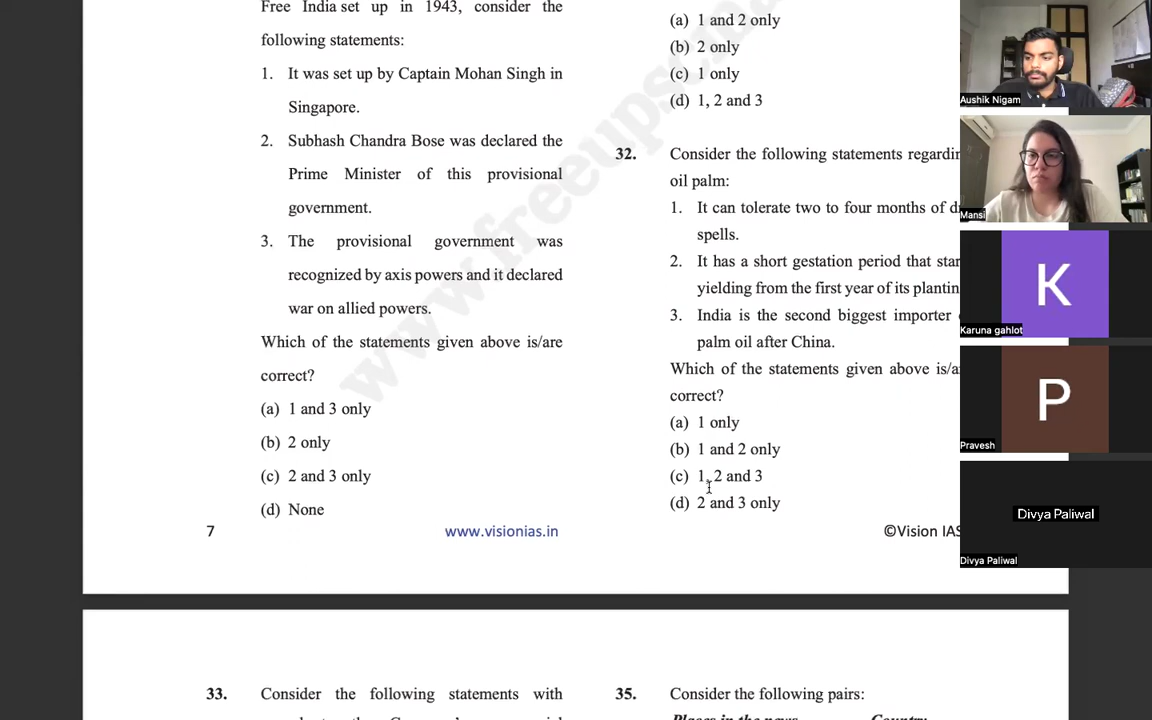 Free India set up in 1943, consider the
following statements:
1. It was set up by Captain Mohan Singh in
Singapore.
2. Subhash Chandra Bose was declared the
Prime Minister of this provisional
government.
3. The provisional government was
recognized by axis powers and it declared
war on allied powers.
Which of the statements given above is/are
correct?
(a) 1 and 3 only
(b) 2 only
(c) 2 and 3 only
(d) None
7
www.visionias.in
(a) 1 and 2 only
(b) 2 only
(c) 1 only
(d) 1, 2 and 3
32. Consider the following statements regardin
oil palm:
1. It can tolerate two to four months of d
spells.
2. It has a short gestation period that star
yielding from the first year of its plantin
3. India is the second biggest importer
palm oil after China.
Which of the statements given above is/a
correct?
(a) 1 only
(b) 1 and 2 only
(c) 1, 2 and 3
(d) 2 and 3 only
©Vision IAS
33. Consider the following statements with
35. Consider the following pairs:
Aushik Nigam
Mansi
K
Karuna gahlot
P
Pravesh
Divya Paliwal
Divya Paliwal